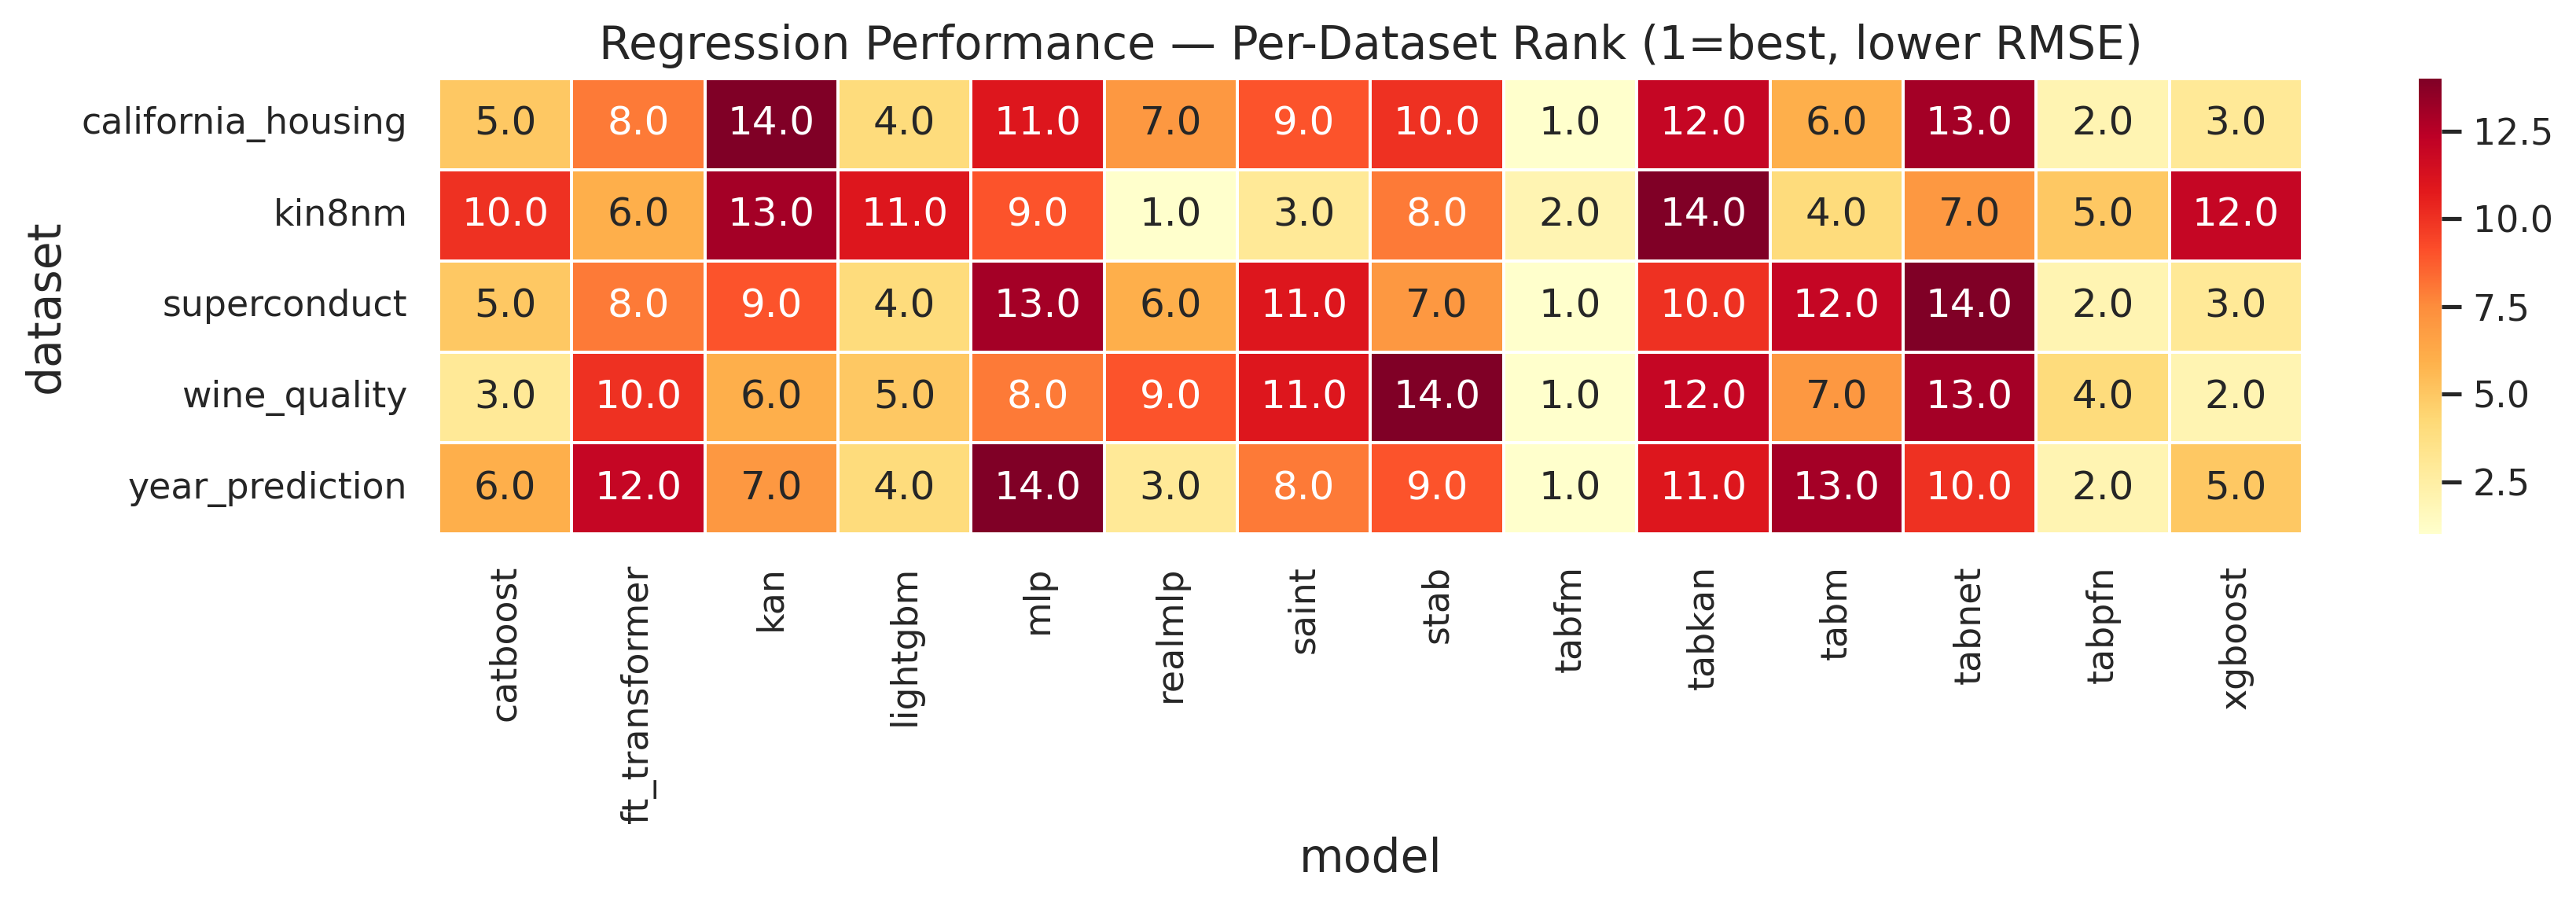 Regression Performance — Per-Dataset Rank (1=best, lower RMSE)
dataset
california_housing 5.0 8.0 14.0 4.0 11.0 7.0 9.0 10.0 1.0 12.0 6.0 13.0 2.0 3.0
kin8nm 10.0 6.0 13.0 11.0 9.0 1.0 3.0 8.0 2.0 14.0 4.0 7.0 5.0 12.0
superconduct 5.0 8.0 9.0 4.0 13.0 6.0 11.0 7.0 1.0 10.0 12.0 14.0 2.0 3.0
wine_quality 3.0 10.0 6.0 5.0 8.0 9.0 11.0 14.0 1.0 12.0 7.0 13.0 4.0 2.0
year_prediction 6.0 12.0 7.0 4.0 14.0 3.0 8.0 9.0 1.0 11.0 13.0 10.0 2.0 5.0
catboost
ft_transformer
kan
lightgbm
mlp
realmlp
saint
stab
tabfm
tabkan
tabm
tabnet
tabpfn
xgboost
model
12.5
10.0
7.5
5.0
2.5